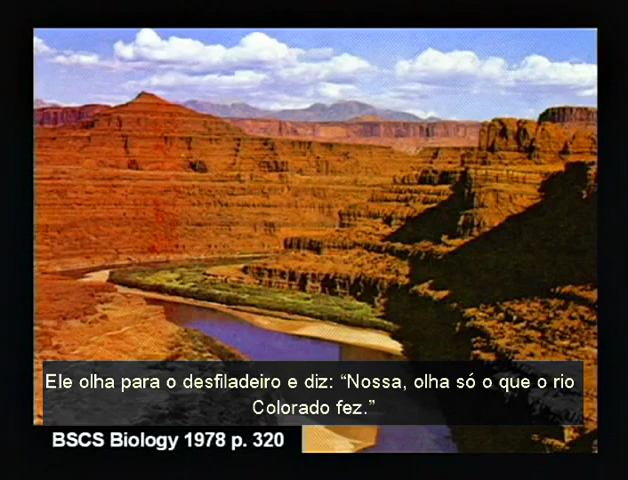 Ele olha para o desfiladeiro e diz: “Nossa, olha só o que o rio
Colorado fez.”
BSCS Biology 1978 p. 320